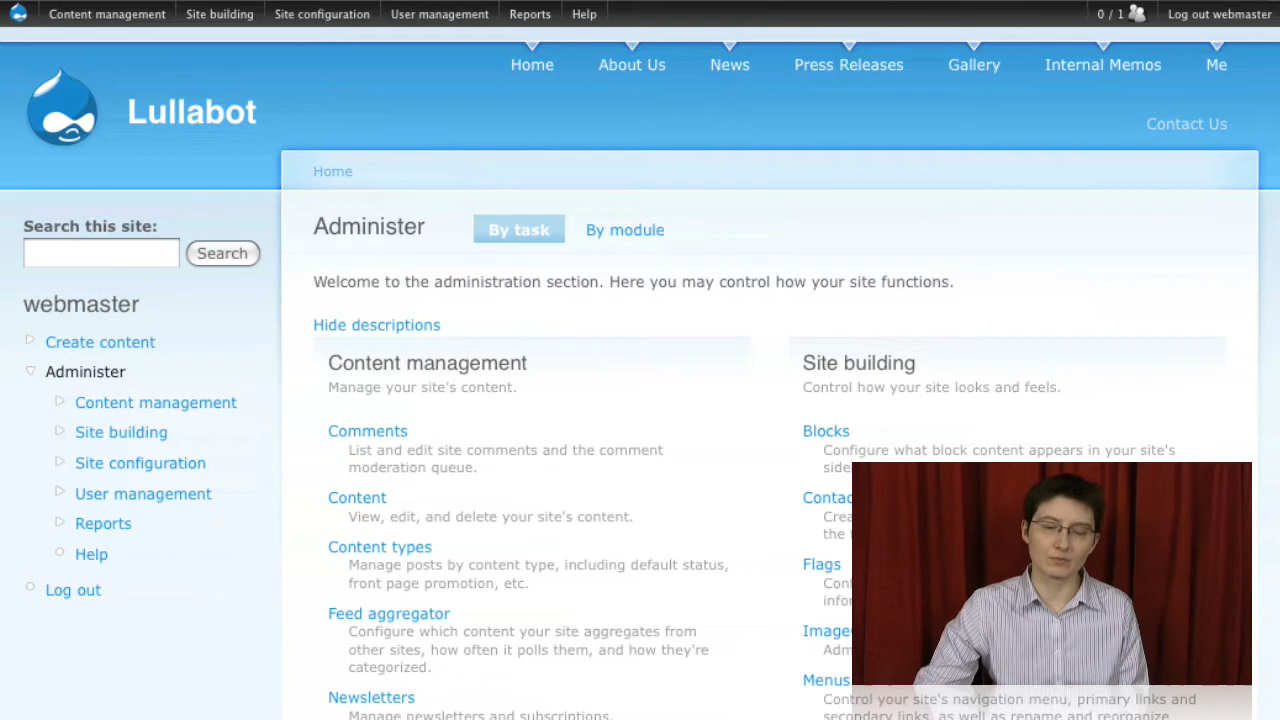 Content management Site building Site configuration User management Reports Help 0 / 1 Log out webmaster
Home About Us News Press Releases Gallery Internal Memos Me
Lullabot
Contact Us
Home
Search this site:
Search
webmaster
Create content
Administer
Content management
Site building
Site configuration
User management
Reports
Help
Log out
Administer By task By module
Welcome to the administration section. Here you may control how your site functions.
Hide descriptions
Content management
Manage your site's content.
Comments
List and edit site comments and the comment
moderation queue.
Content
View, edit, and delete your site's content.
Content types
Manage posts by content type, including default status,
front page promotion, etc.
Feed aggregator
Configure which content your site aggregates from
other sites, how often it polls them, and how they're
categorized.
Newsletters
Manage newsletters and subscriptions.
Site building
Control how your site looks and feels.
Blocks
Configure what block content appears in your site's
Flags
Menus
Control your site's navigation menu, primary links and
secondary links, as well as rename and reorganize